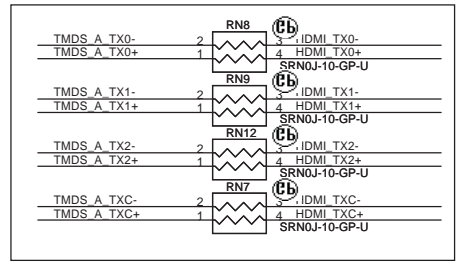 RN8
TMDS_A_TX0- 2 3 HDMI_TX0-
TMDS_A_TX0+ 1 4 HDMI_TX0+
SRN0J-10-GP-U
RN9
TMDS_A_TX1- 2 3 HDMI_TX1-
TMDS_A_TX1+ 1 4 HDMI_TX1+
SRN0J-10-GP-U
RN12
TMDS_A_TX2- 2 3 HDMI_TX2-
TMDS_A_TX2+ 1 4 HDMI_TX2+
SRN0J-10-GP-U
RN7
TMDS_A_TXC- 2 3 HDMI_TXC-
TMDS_A_TXC+ 1 4 HDMI_TXC+
SRN0J-10-GP-U